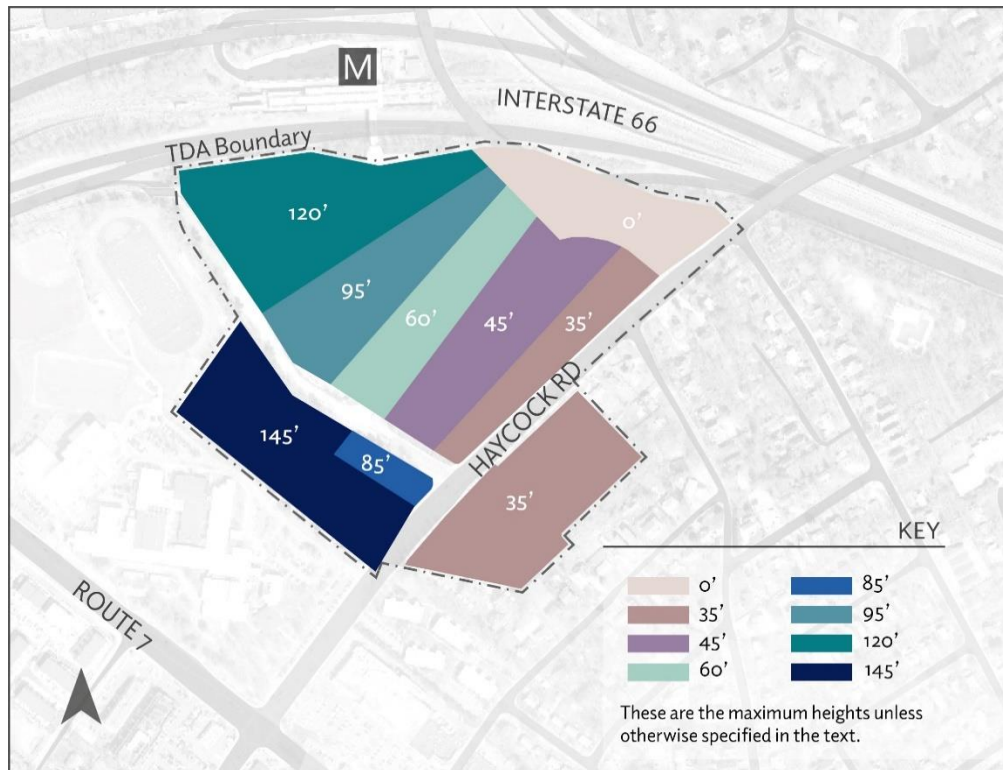 M
INTERSTATE 66
TDA Boundary
120'
0'
95'
60'
45'
35'
HAYCOCK RD
145'
85'
35'
ROUTE 7
KEY
0'
85'
35'
95'
45'
120'
60'
145'
These are the maximum heights unless
otherwise specified in the text.